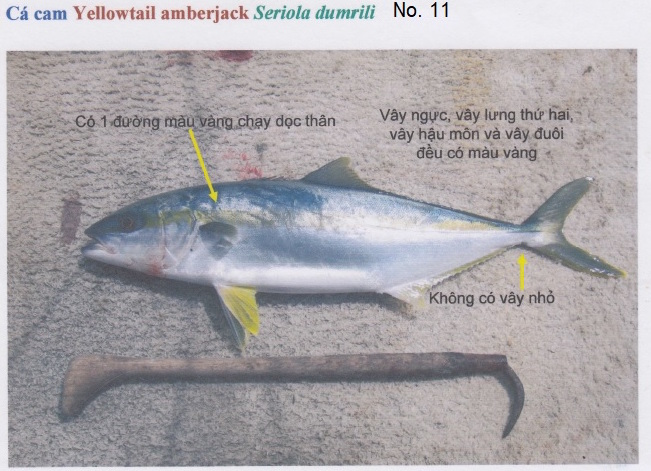 Cá cam Yellowtail amberjack Seriola dumrili No. 11
Có 1 đường màu vàng chạy dọc thân
Vây ngực, vây lưng thứ hai,
vây hậu môn và vây đuôi
đều có màu vàng
Không có vây nhỏ